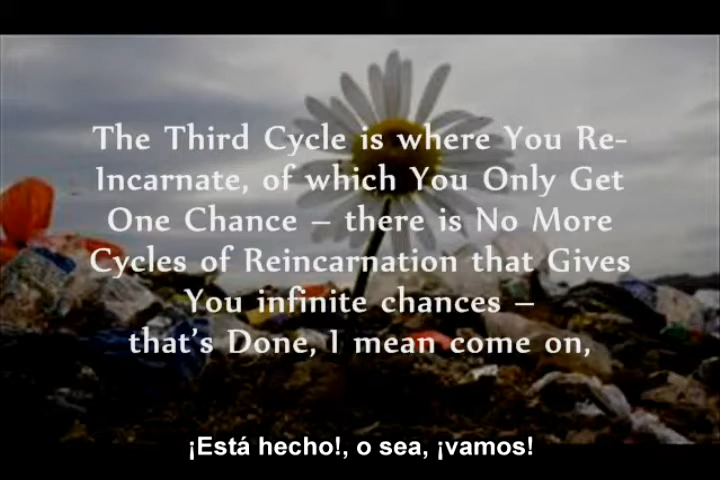 The Third Cycle is where You Re-
Incarnate, of which You Only Get
One Chance – there is No More
Cycles of Reincarnation that Gives
You infinite chances –
that's Done, I mean come on,
¡Está hecho!, o sea, ¡vamos!